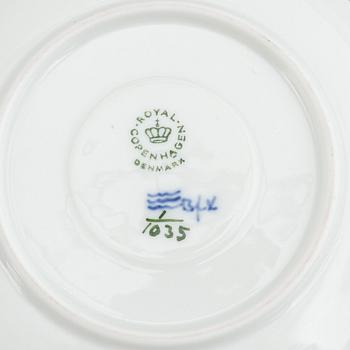 ROYAL
COPENHAGEN
DENMARK
1/1035